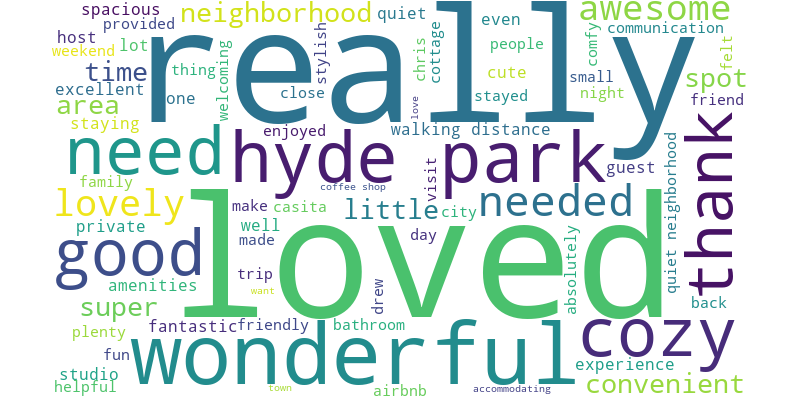 spacious
neighborhood
quiet
really
even
awesome
provided
communication
host
weekend
lot
time
thing
excellent
one
welcoming
stylish
close
chris
cottage
people
comfy
felt
cute
small
spot
stayed
night
friend
area
love
staying
enjoyed
walking distance
thank
need
hyde park
guest
family
coffee shop
visit
quiet neighborhood
lovely
make
casita
little
city
needed
private
well
good
made
day
loved
absolutely
trip
amenities
drew
want
back
super
plenty
fantastic
friendly
bathroom
cozy
fun
wonderful
experience
studio
helpful
town
airbnb
accommodating
convenient